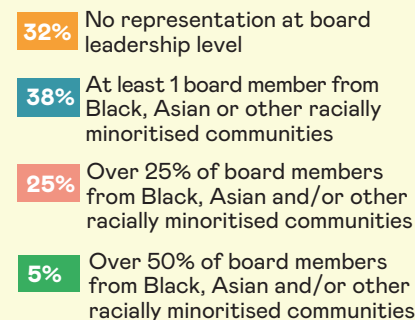 32% No representation at board
leadership level
38% At least 1 board member from
Black, Asian or other racially
minoritised communities
25% Over 25% of board members
from Black, Asian and/or other
racially minoritised communities
5% Over 50% of board members
from Black, Asian and/or other
racially minoritised communities